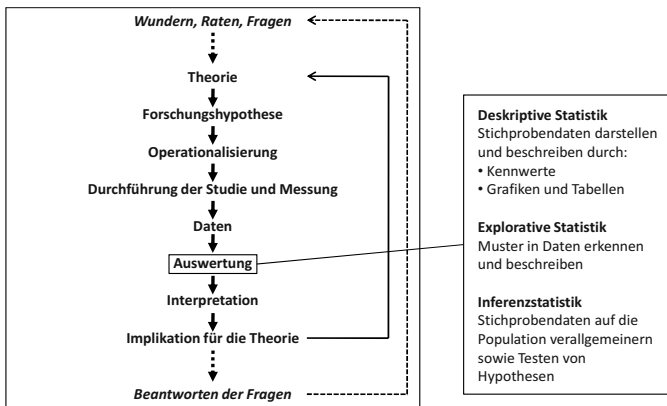 Wundern, Raten, Fragen
Theorie
Forschungshypothese
Operationalisierung
Durchführung der Studie und Messung
Daten
Auswertung
Interpretation
Implikation für die Theorie
Beantworten der Fragen
Deskriptive Statistik
Stichprobendaten darstellen
und beschreiben durch:
• Kennwerte
• Grafiken und Tabellen
Explorative Statistik
Muster in Daten erkennen
und beschreiben
Inferenzstatistik
Stichprobendaten auf die
Population verallgemeinern
sowie Testen von
Hypothesen